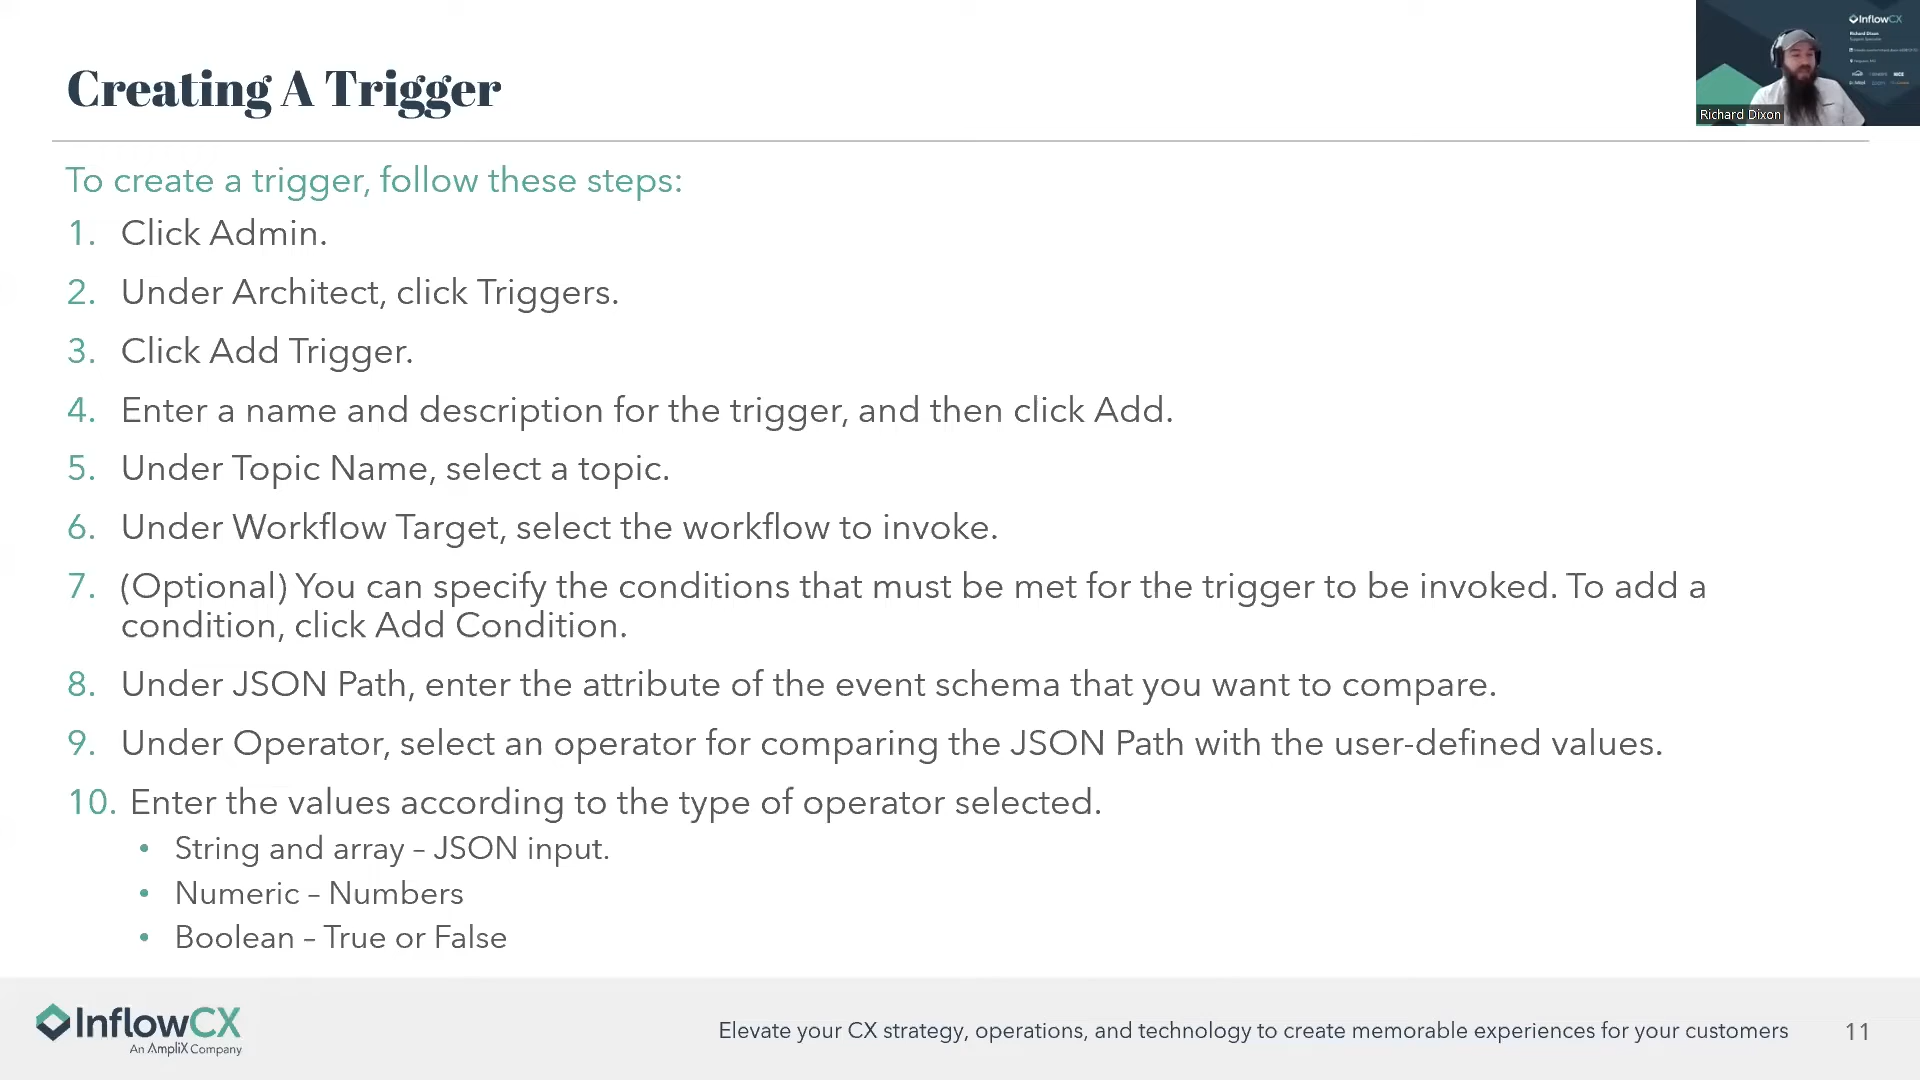 InflowCX
Richard Dixon
Creating A Trigger
Richard Dixon
To create a trigger, follow these steps:
1. Click Admin.
2. Under Architect, click Triggers.
3. Click Add Trigger.
4. Enter a name and description for the trigger, and then click Add.
5. Under Topic Name, select a topic.
6. Under Workflow Target, select the workflow to invoke.
7. (Optional) You can specify the conditions that must be met for the trigger to be invoked. To add a
condition, click Add Condition.
8. Under JSON Path, enter the attribute of the event schema that you want to compare.
9. Under Operator, select an operator for comparing the JSON Path with the user-defined values.
10. Enter the values according to the type of operator selected.
• String and array – JSON input.
• Numeric – Numbers
• Boolean – True or False
InflowCX
An AmpliX Company
Elevate your CX strategy, operations, and technology to create memorable experiences for your customers
11